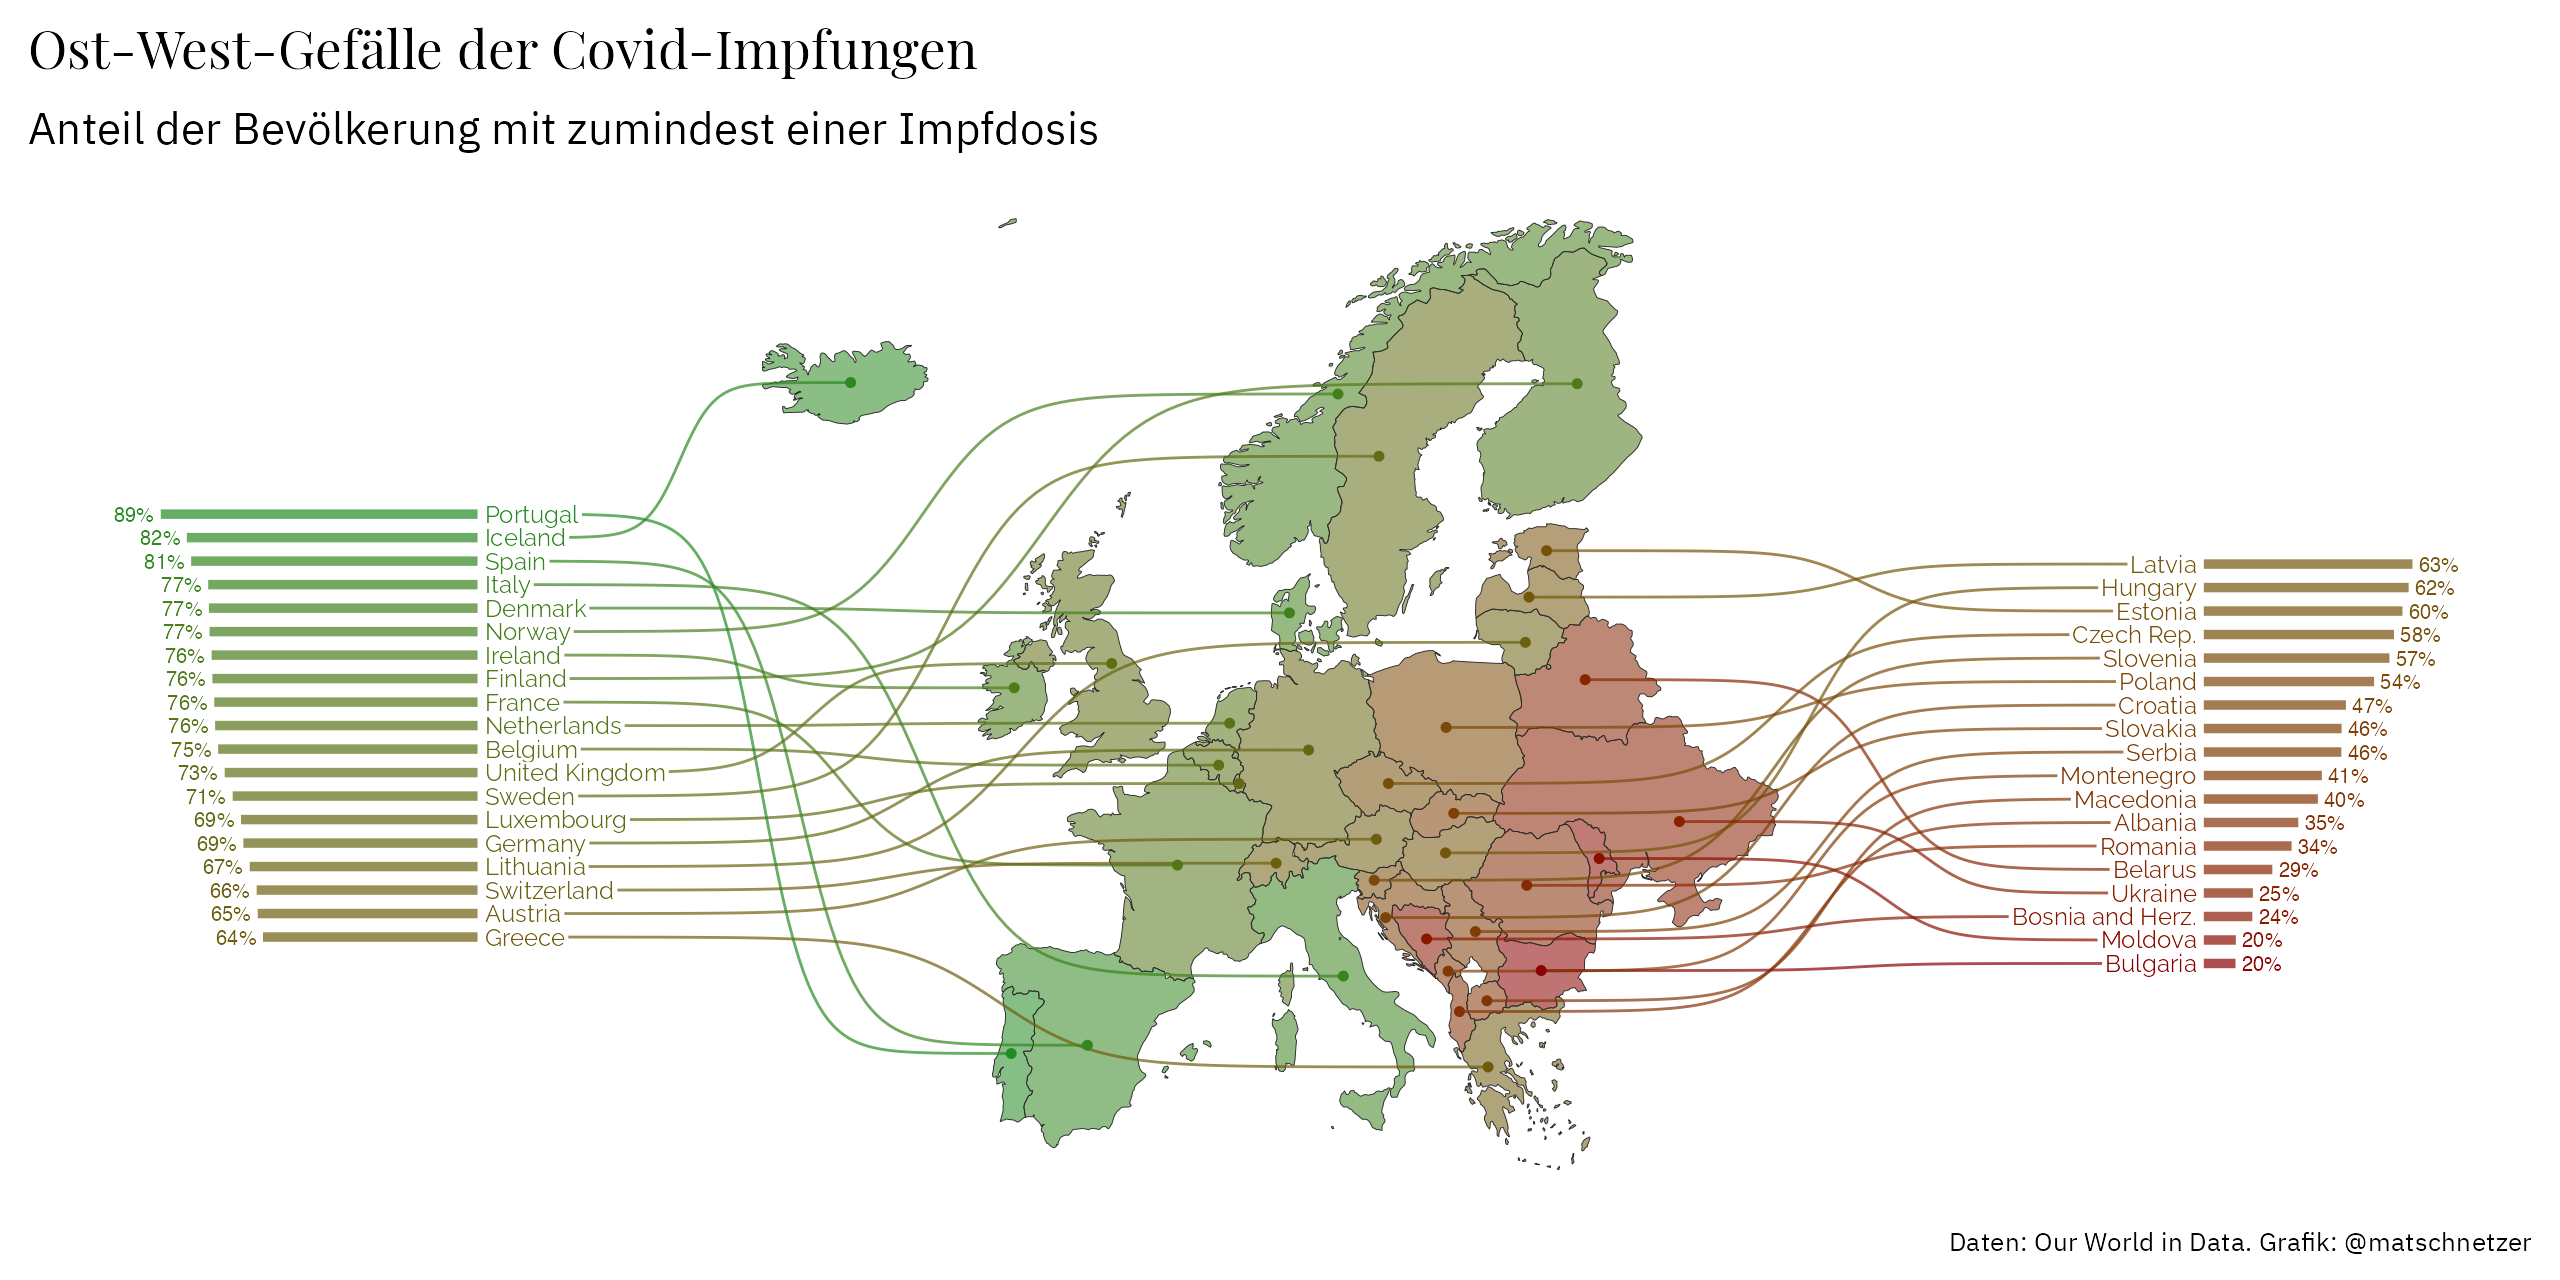 Ost-West-Gefälle der Covid-Impfungen
Anteil der Bevölkerung mit zumindest einer Impfdosis
89% Portugal
82% Iceland
81% Spain
77% Italy
77% Denmark
77% Norway
76% Ireland
76% Finland
76% France
76% Netherlands
75% Belgium
73% United Kingdom
71% Sweden
69% Luxembourg
69% Germany
67% Lithuania
66% Switzerland
65% Austria
64% Greece
Latvia 63%
Hungary 62%
Estonia 60%
Czech Rep. 58%
Slovenia 57%
Poland 54%
Croatia 47%
Slovakia 46%
Serbia 46%
Montenegro 41%
Macedonia 40%
Albania 35%
Romania 34%
Belarus 29%
Ukraine 25%
Bosnia and Herz. 24%
Moldova 20%
Bulgaria 20%
Daten: Our World in Data. Grafik: @matschnetzer